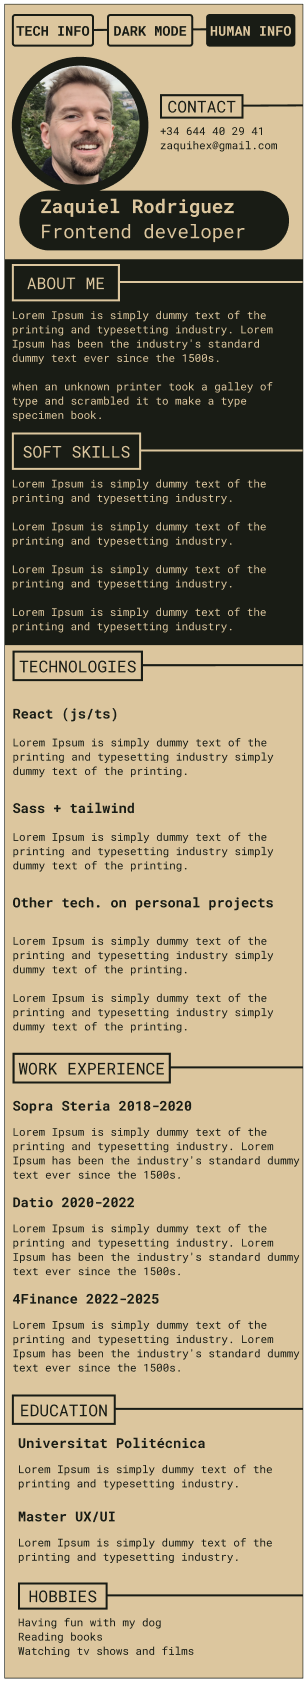 TECH INFO DARK MODE HUMAN INFO
CONTACT
+34 644 40 29 41
zaquihex@gmail.com
Zaquiel Rodriguez
Frontend developer
ABOUT ME
Lorem Ipsum is simply dummy text of the
printing and typesetting industry. Lorem
Ipsum has been the industry's standard
dummy text ever since the 1500s.
when an unknown printer took a galley of
type and scrambled it to make a type
specimen book.
SOFT SKILLS
Lorem Ipsum is simply dummy text of the
printing and typesetting industry.
Lorem Ipsum is simply dummy text of the
printing and typesetting industry.
Lorem Ipsum is simply dummy text of the
printing and typesetting industry.
Lorem Ipsum is simply dummy text of the
printing and typesetting industry.
TECHNOLOGIES
React (js/ts)
Lorem Ipsum is simply dummy text of the
printing and typesetting industry simply
dummy text of the printing.
Sass + tailwind
Lorem Ipsum is simply dummy text of the
printing and typesetting industry simply
dummy text of the printing.
Other tech. on personal projects
Lorem Ipsum is simply dummy text of the
printing and typesetting industry simply
dummy text of the printing.
Lorem Ipsum is simply dummy text of the
printing and typesetting industry simply
dummy text of the printing.
WORK EXPERIENCE
Sopra Steria 2018-2020
Lorem Ipsum is simply dummy text of the
printing and typesetting industry. Lorem
Ipsum has been the industry's standard dummy
text ever since the 1500s.
Datio 2020-2022
Lorem Ipsum is simply dummy text of the
printing and typesetting industry. Lorem
Ipsum has been the industry's standard dummy
text ever since the 1500s.
4Finance 2022-2025
Lorem Ipsum is simply dummy text of the
printing and typesetting industry. Lorem
Ipsum has been the industry's standard dummy
text ever since the 1500s.
EDUCATION
Universitat Politécnica
Lorem Ipsum is simply dummy text of the
printing and typesetting industry.
Master UX/UI
Lorem Ipsum is simply dummy text of the
printing and typesetting industry.
HOBBIES
Having fun with my dog
Reading books
Watching tv shows and films